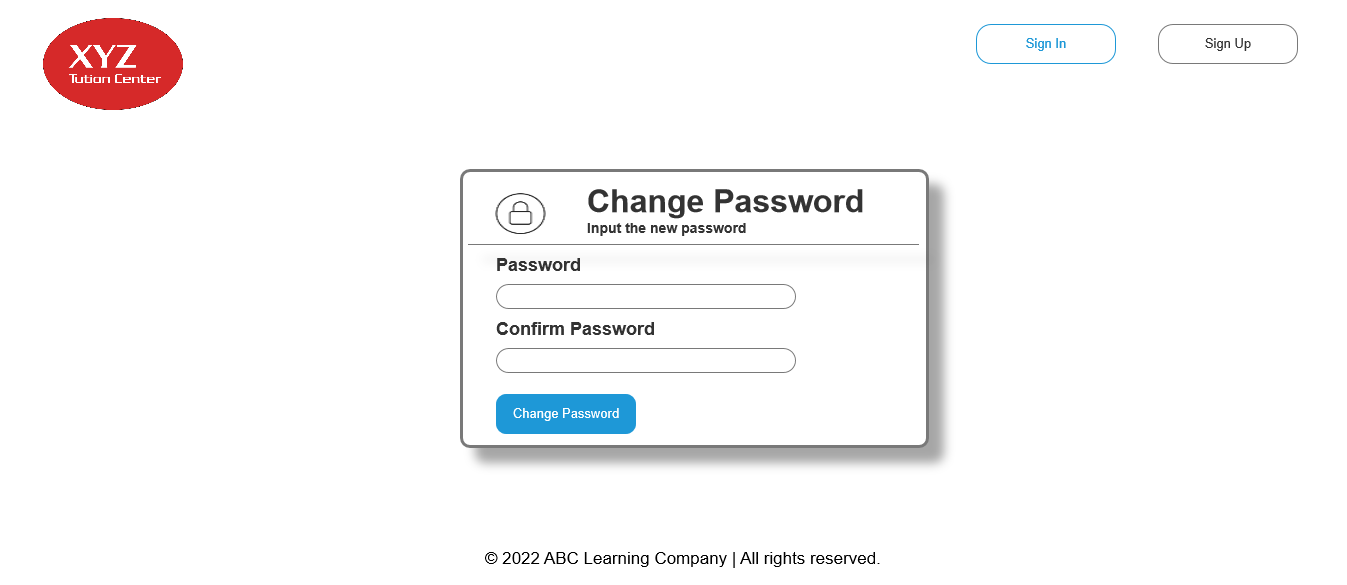 XYZ
Tution Center
Sign In
Sign Up
Change Password
Input the new password
Password
Confirm Password
Change Password
© 2022 ABC Learning Company | All rights reserved.